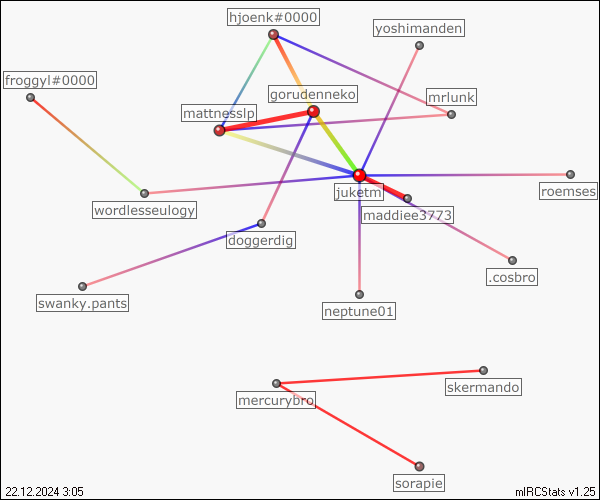 hjoenk#0000
yoshimanden
froggyl#0000
gorudenneko
mrlunk
mattnesslp
juketm
roemses
wordlesseulogy
maddiee3773
doggerdig
.cosbro
swanky.pants
neptune01
skermando
mercurybro
sorapie
22.12.2024 3:05
mIRCStats v1.25